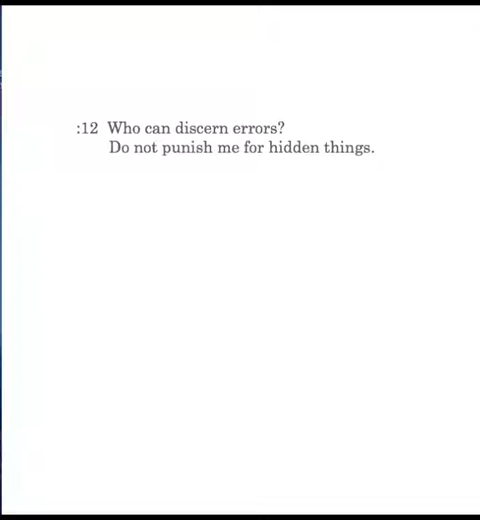 :12 Who can discern errors?
Do not punish me for hidden things.